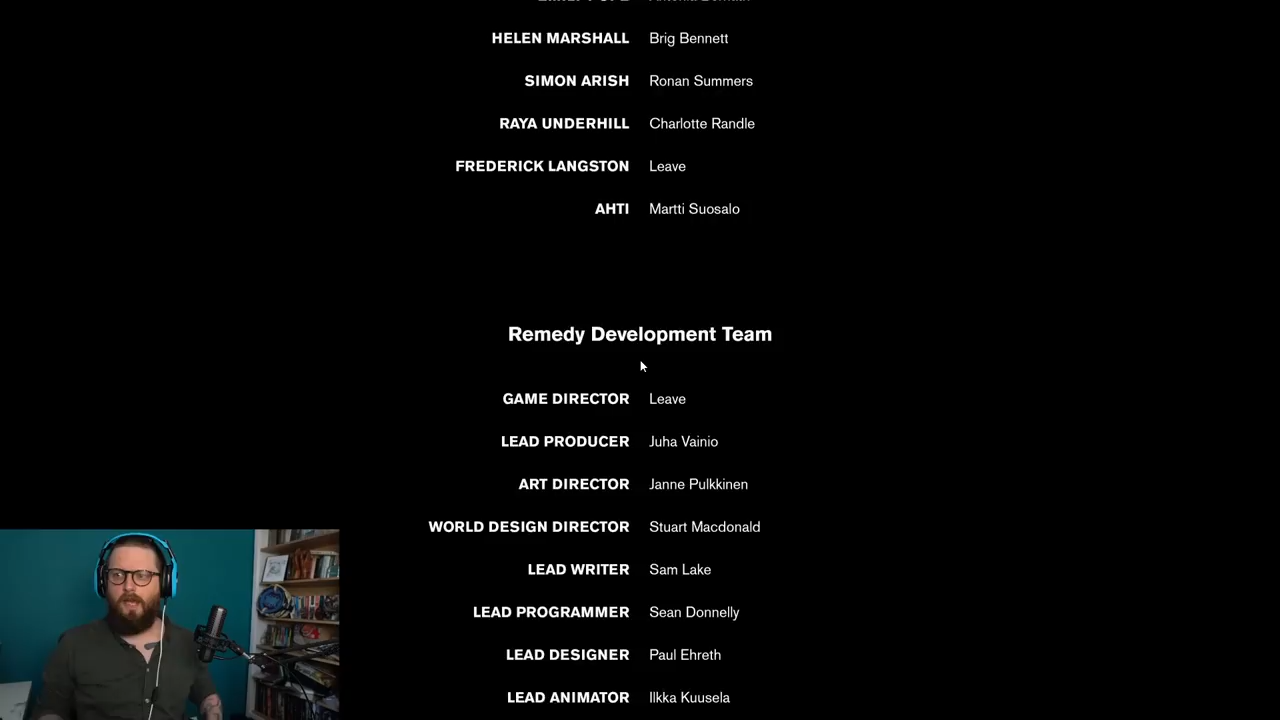 HELEN MARSHALL Brig Bennett
SIMON ARISH Ronan Summers
RAYA UNDERHILL Charlotte Randle
FREDERICK LANGSTON Leave
AHTI Martti Suosalo
Remedy Development Team
GAME DIRECTOR Leave
LEAD PRODUCER Juha Vainio
ART DIRECTOR Janne Pulkkinen
WORLD DESIGN DIRECTOR Stuart Macdonald
LEAD WRITER Sam Lake
LEAD PROGRAMMER Sean Donnelly
LEAD DESIGNER Paul Ehreth
LEAD ANIMATOR Ilkka Kuusela